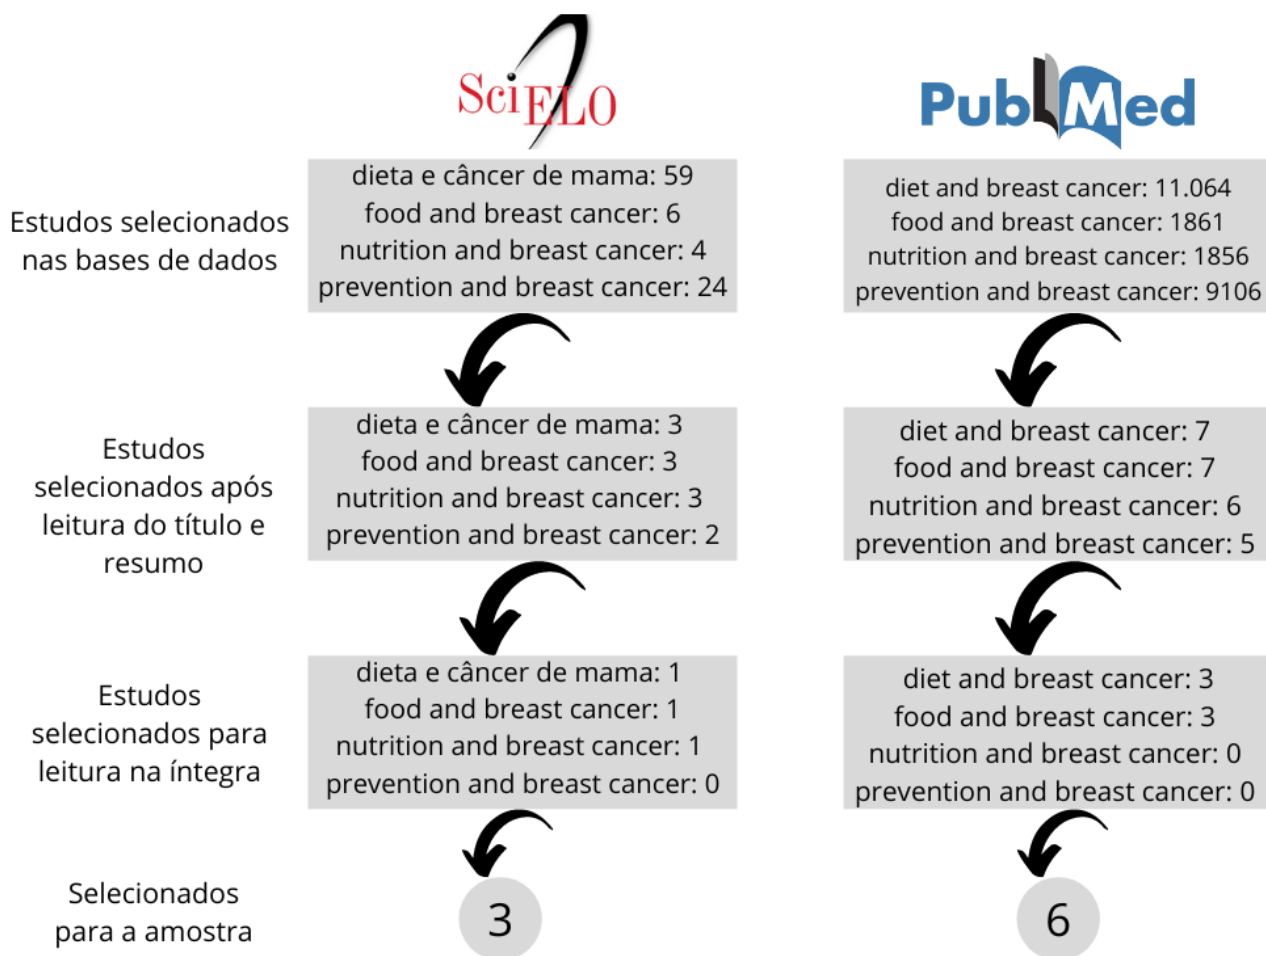 SciELO
PubMed
Estudos selecionados
nas bases de dados
dieta e câncer de mama: 59
food and breast cancer: 6
nutrition and breast cancer: 4
prevention and breast cancer: 24
diet and breast cancer: 11.064
food and breast cancer: 1861
nutrition and breast cancer: 1856
prevention and breast cancer: 9106
Estudos
selecionados após
leitura do título e
resumo
dieta e câncer de mama: 3
food and breast cancer: 3
nutrition and breast cancer: 3
prevention and breast cancer: 2
diet and breast cancer: 7
food and breast cancer: 7
nutrition and breast cancer: 6
prevention and breast cancer: 5
Estudos
selecionados para
leitura na íntegra
dieta e câncer de mama: 1
food and breast cancer: 1
nutrition and breast cancer: 1
prevention and breast cancer: 0
diet and breast cancer: 3
food and breast cancer: 3
nutrition and breast cancer: 0
prevention and breast cancer: 0
Selecionados
para a amostra
3
6